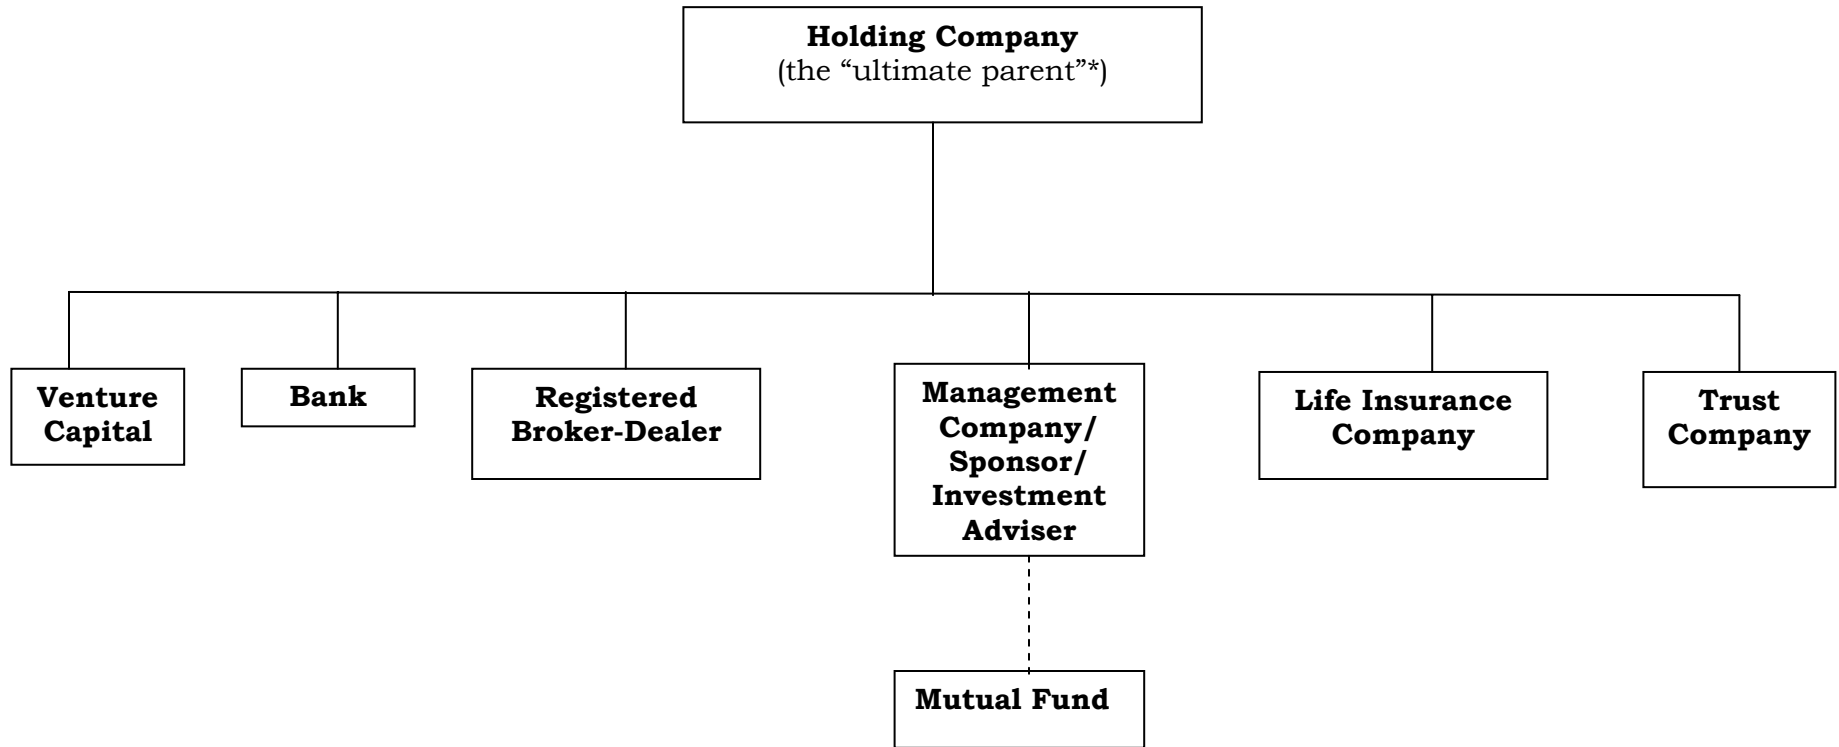 Holding Company
(the “ultimate parent”*)
Venture
Capital
Bank
Registered
Broker-Dealer
Management
Company/
Sponsor/
Investment
Adviser
Life Insurance
Company
Trust
Company
Mutual Fund